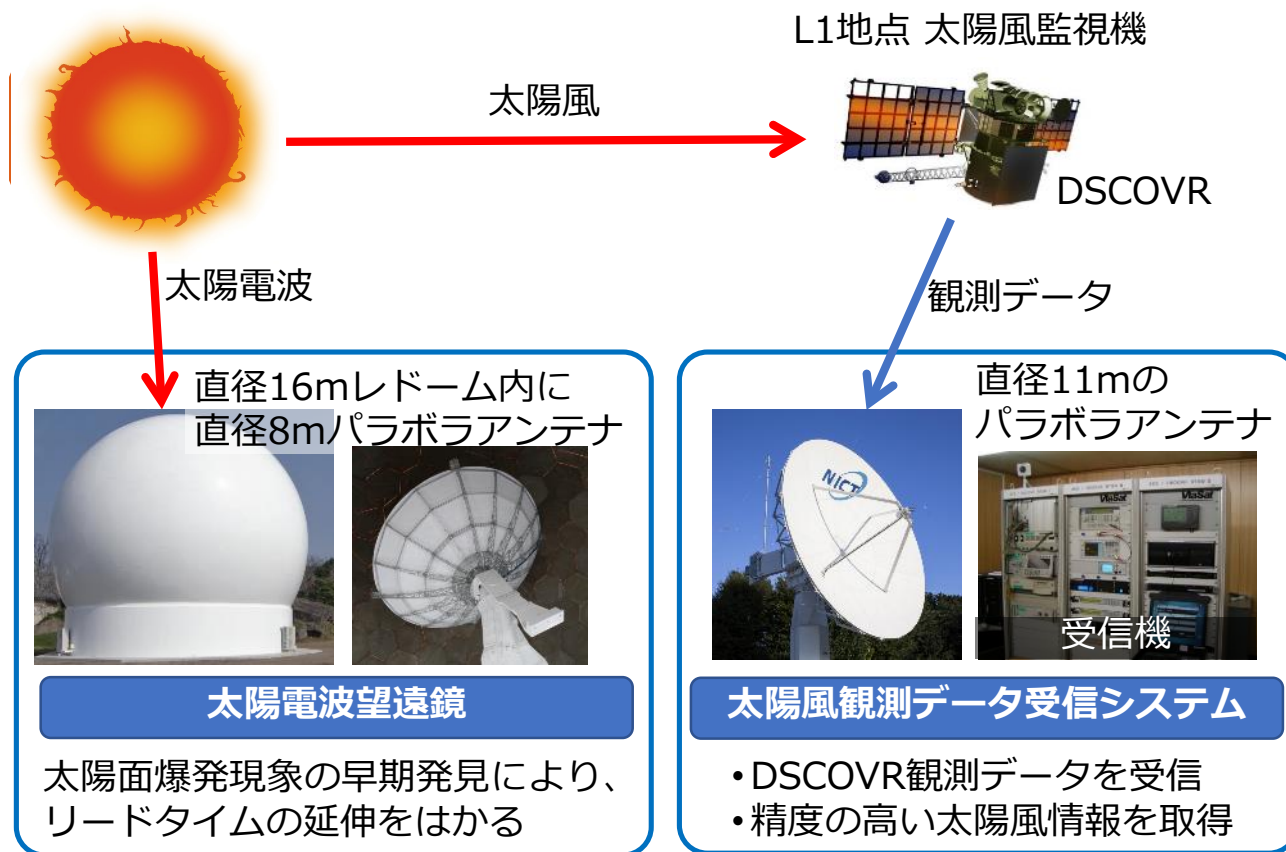 L1地点 太陽風監視機
太陽風
DSCOVR
太陽電波
観測データ
直径16mレドーム内に
直径8mパラボラアンテナ
直径11mの
パラボラアンテナ
NICT
ViaSat
ViaSat
受信機
太陽電波望遠鏡
太陽風観測データ受信システム
太陽面爆発現象の早期発見により、
リードタイムの延伸をはかる
•DSCOVR観測データを受信
•精度の高い太陽風情報を取得